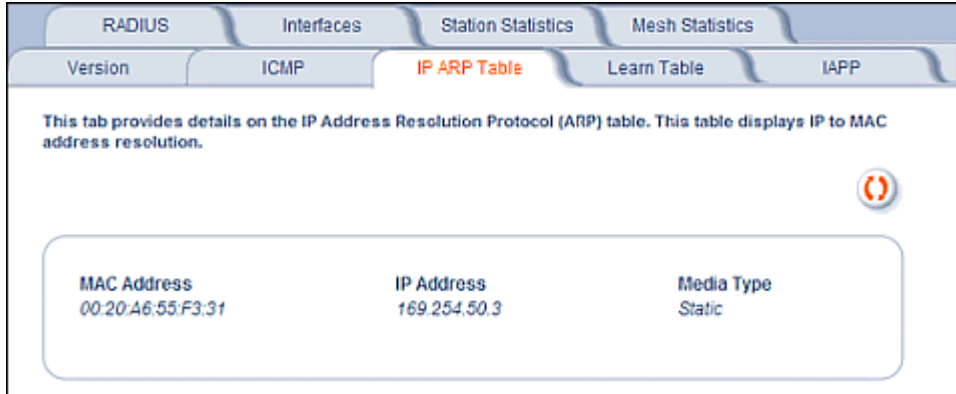 RADIUS Interfaces Station Statistics Mesh Statistics
Version ICMP IP ARP Table Learn Table IAPP
This tab provides details on the IP Address Resolution Protocol (ARP) table. This table displays IP to MAC
address resolution.
MAC Address IP Address Media Type
00:20:A6:55:F3:31 169.254.50.3 Static